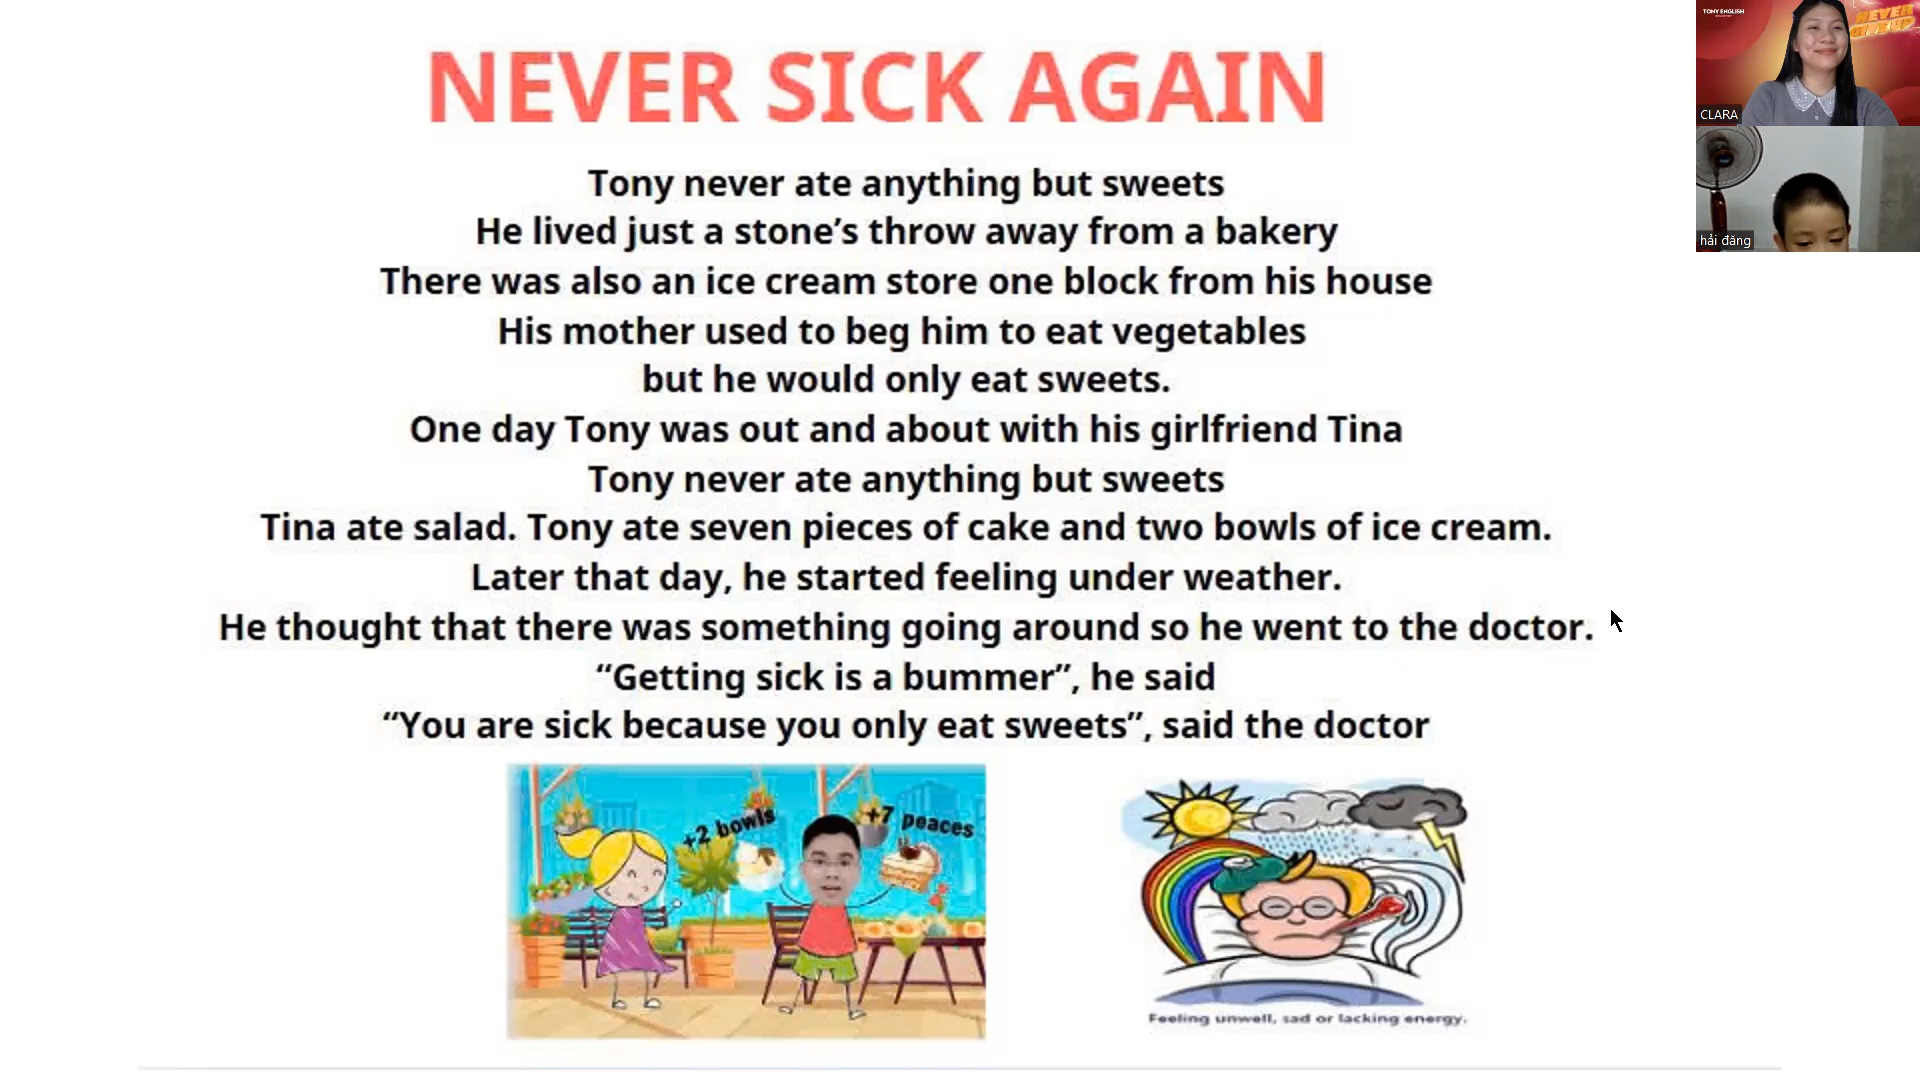 NEVER SICK AGAIN
Tony never ate anything but sweets
He lived just a stone’s throw away from a bakery
There was also an ice cream store one block from his house
His mother used to beg him to eat vegetables
but he would only eat sweets.
One day Tony was out and about with his girlfriend Tina
Tony never ate anything but sweets
Tina ate salad. Tony ate seven pieces of cake and two bowls of ice cream.
Later that day, he started feeling under weather.
He thought that there was something going around so he went to the doctor.
“Getting sick is a bummer”, he said
“You are sick because you only eat sweets”, said the doctor
+2 bowls
+7 peaces
Feeling unwell, sad or lacking energy.
TONY ENGLISH
NEVER
GIVE UP
CLARA
hải đăng